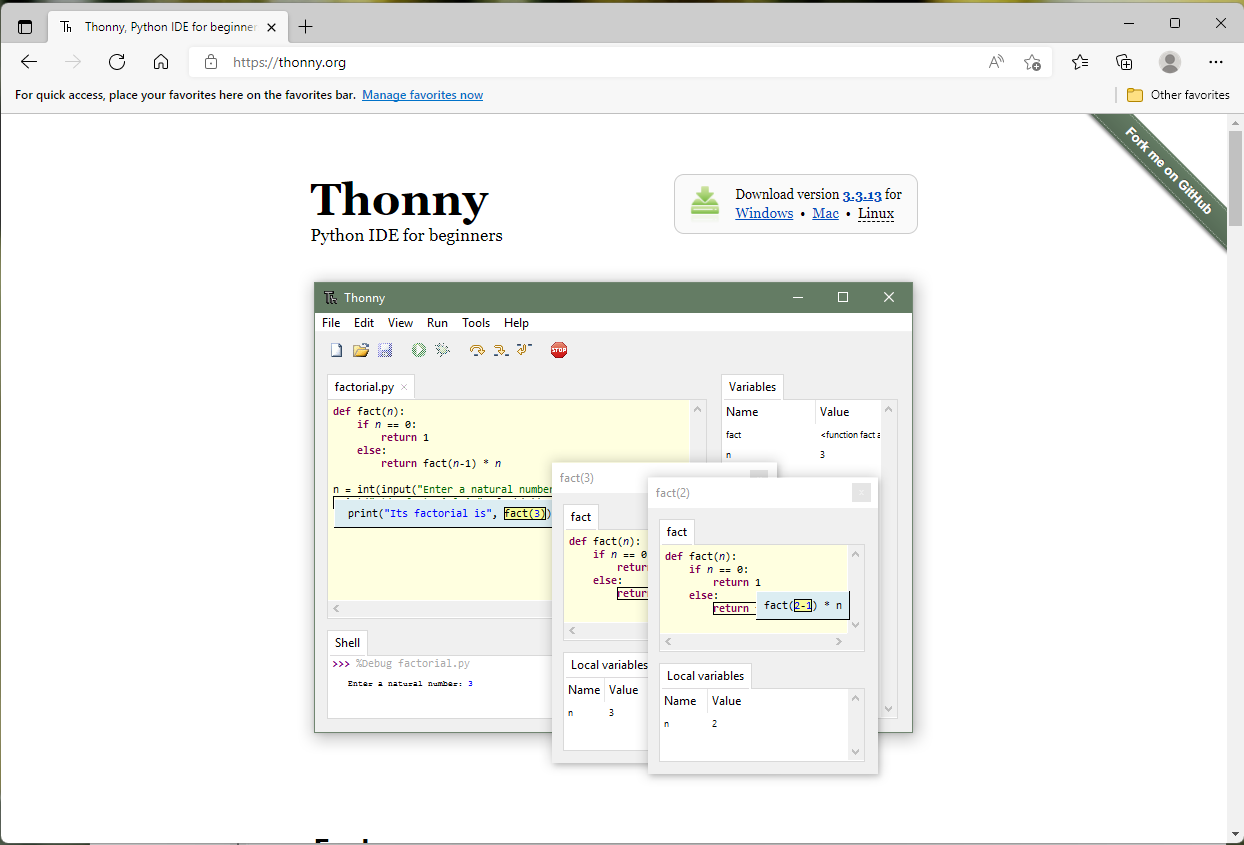 Thonny, Python IDE for beginner
https://thonny.org
For quick access, place your favorites here on the favorites bar. Manage favorites now
Other favorites
Fork me on GitHub
Thonny
Python IDE for beginners
Download version 3.3.13 for
Windows • Mac • Linux
Th Thonny
File Edit View Run Tools Help
STOP
factorial.py
def fact(n):
if n == 0:
return 1
else:
return fact(n-1) * n
n = int(input("Enter a natural number
print("Its factorial is", fact(3))
Variables
Name Value
fact <function fact a
n 3
Shell
>>> %Debug factorial.py
Enter a natural number: 3
fact(3)
fact
def fact(n):
if n == 0
retur
else:
retur
Local variables
Name Value
n 3
fact(2)
fact
def fact(n):
if n == 0:
return 1
else:
return fact(2-1) * n
Local variables
Name Value
n 2